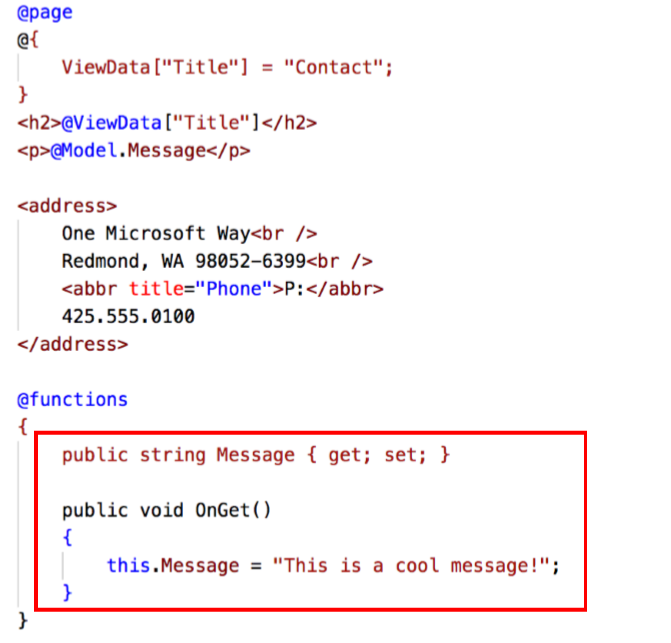 @page
@{
    ViewData["Title"] = "Contact";
}
<h2>@ViewData["Title"]</h2>
<p>@Model.Message</p>

<address>
    One Microsoft Way<br />
    Redmond, WA 98052-6399<br />
    <abbr title="Phone">P:</abbr>
    425.555.0100
</address>

@functions
{
    public string Message { get; set; }

    public void OnGet()
    {
        this.Message = "This is a cool message!";
    }
}